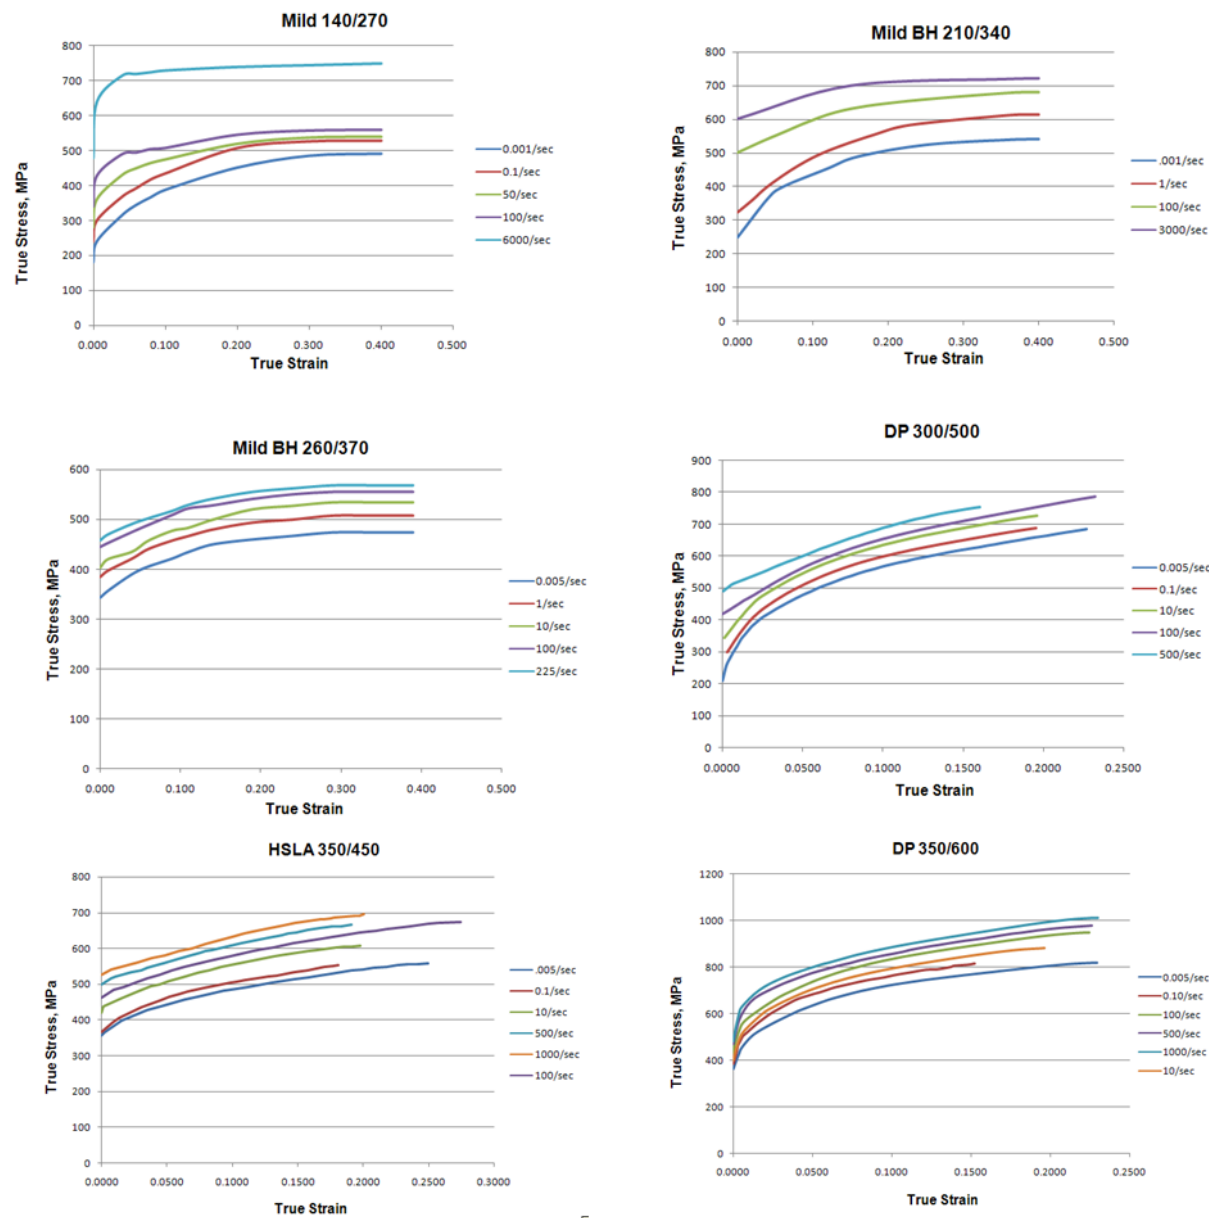 Mild 140/270
800
700
600
500
400
300
200
100
0
0.000 0.100 0.200 0.300 0.400 0.500
True Stress, MPa
True Strain
0.001/sec
0.1/sec
50/sec
100/sec
6000/sec
Mild BH 210/340
800
700
600
500
400
300
200
100
0
0.000 0.100 0.200 0.300 0.400 0.500
True Stress, MPa
True Strain
.001/sec
1/sec
100/sec
3000/sec
Mild BH 260/370
600
500
400
300
200
100
0
0.000 0.100 0.200 0.300 0.400 0.500
True Stress, MPa
True Strain
0.005/sec
1/sec
10/sec
100/sec
225/sec
DP 300/500
900
800
700
600
500
400
300
200
100
0
0.0000 0.0500 0.1000 0.1500 0.2000 0.2500
True Stress, MPa
True Strain
0.005/sec
0.1/sec
10/sec
100/sec
500/sec
HSLA 350/450
800
700
600
500
400
300
200
100
0
0.0000 0.0500 0.1000 0.1500 0.2000 0.2500 0.3000
True Stress, MPa
True Strain
.005/sec
0.1/sec
10/sec
500/sec
1000/sec
100/sec
DP 350/600
1200
1000
800
600
400
200
0
0.0000 0.0500 0.1000 0.1500 0.2000 0.2500
True Stress, MPa
True Strain
0.005/sec
0.10/sec
100/sec
500/sec
1000/sec
10/sec